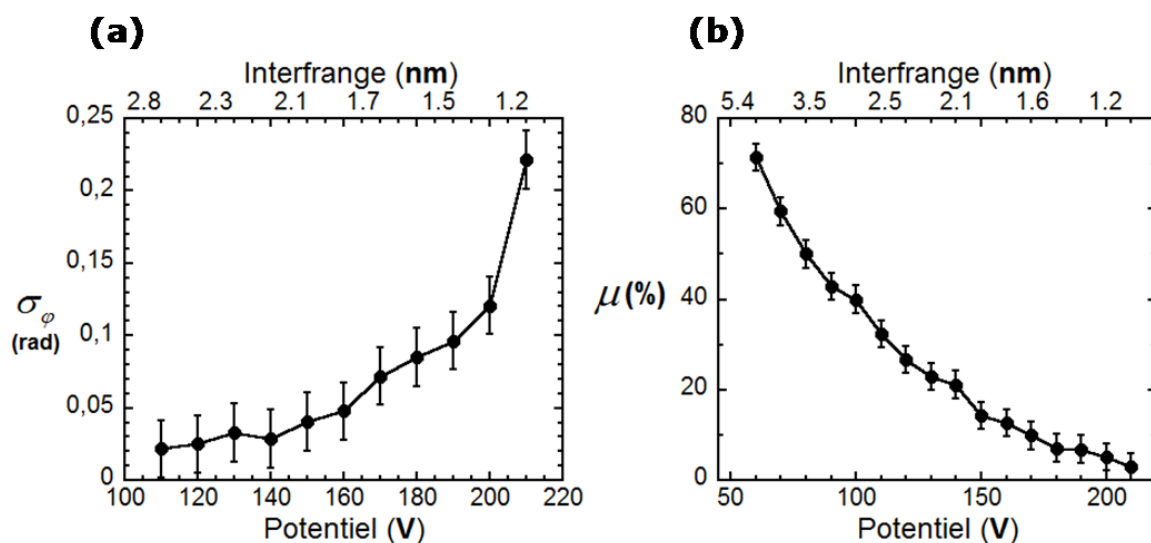 (a)
Interfrange (nm)
2.8 2.3 2.1 1.7 1.5 1.2
0,25
0,2
0,15
0,1
0,05
0
σφ
(rad)
100 120 140 160 180 200 220
Potentiel (V)
(b)
Interfrange (nm)
5.4 3.5 2.5 2.1 1.6 1.2
80
60
40
20
0
μ(%)
50 100 150 200
Potentiel (V)